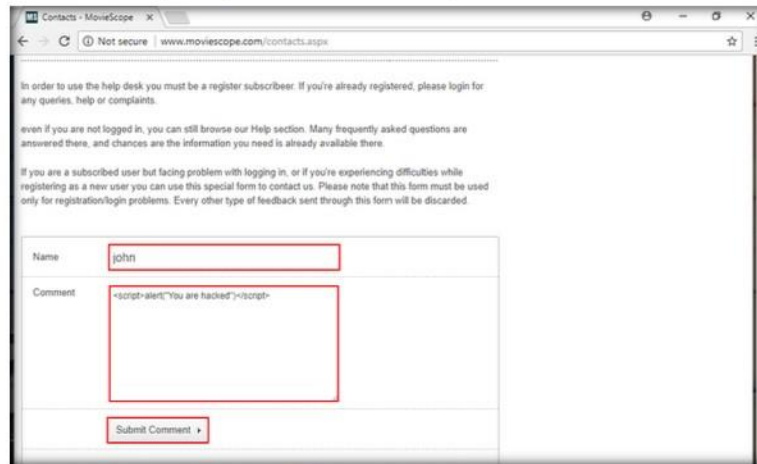 M Contacts - MovieScope
Not secure | www.moviescope.com/contacts.aspx
In order to use the help desk you must be a register subscribeer. If you're already registered, please login for
any queries, help or complaints.
even if you are not logged in, you can still browse our Help section. Many frequently asked questions are
answered there, and chances are the information you need is already available there.
If you are a subscribed user but facing problem with logging in, or if you're experiencing difficulties while
registering as a new user you can use this special form to contact us. Please note that this form must be used
only for registration/login problems. Every other type of feedback sent through this form will be discarded.
Name john
Comment <script>alert("You are hacked")</script>
Submit Comment